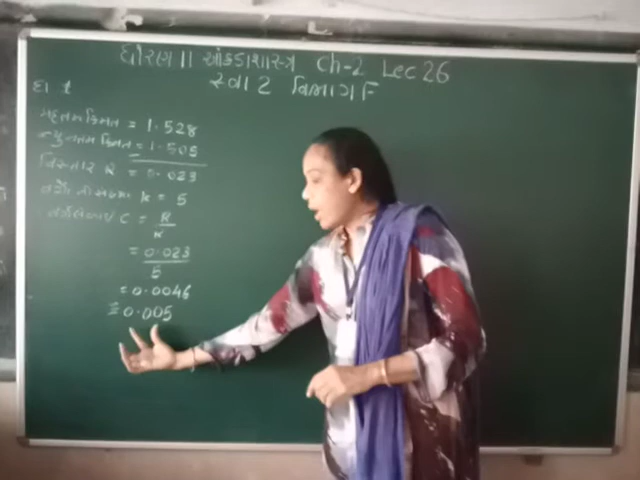 ધોરણ 11 આંકડાશાસ્ત્ર Ch-2 Lec 26
સ્વા 2 વિભાગ F
દા 1
મહત્તમ કિંમત = 1.528
ન્યુનતમ કિંમત = 1.505
વિસ્તાર R = 0.023
વર્ગોની સંખ્યા K = 5
વર્ગલંબાઈ C = R
K
= 0.023
5
= 0.0046
≅ 0.005